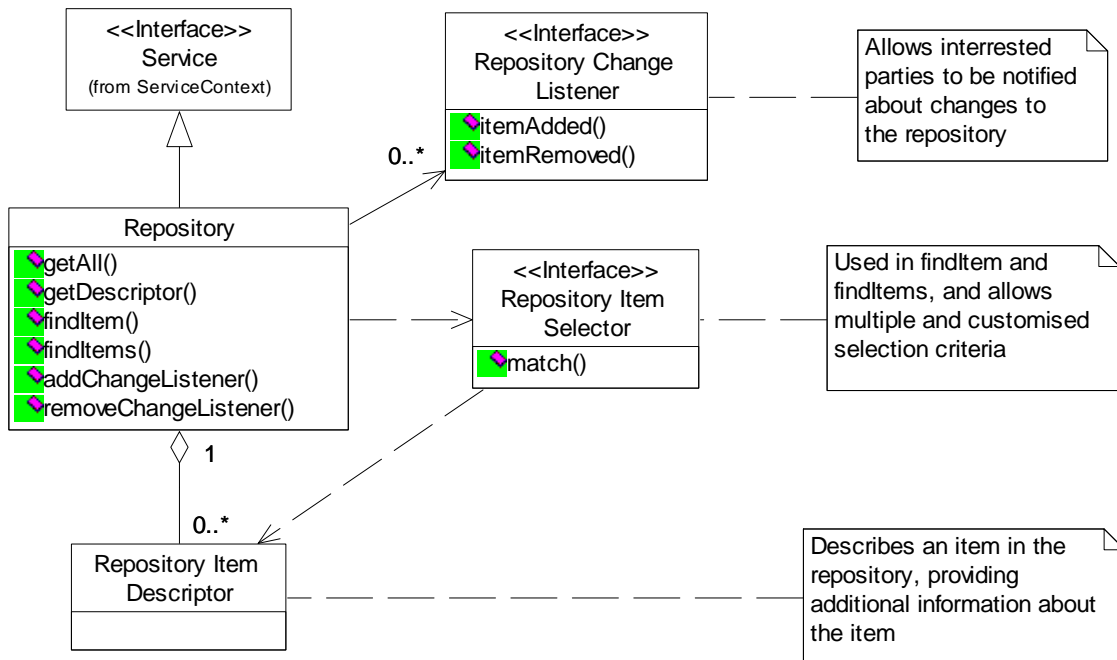 <<Interface>>
Service
(from ServiceContext)
<<Interface>>
Repository Change
Listener
itemAdded()
itemRemoved()
Allows interrested
parties to be notified
about changes to
the repository
0..*
Repository
getAll()
getDescriptor()
findItem()
findItems()
addChangeListener()
removeChangeListener()
<<Interface>>
Repository Item
Selector
match()
Used in findItem and
findItems, and allows
multiple and customised
selection criteria
1
0..*
Repository Item
Descriptor
Describes an item in the
repository, providing
additional information about
the item